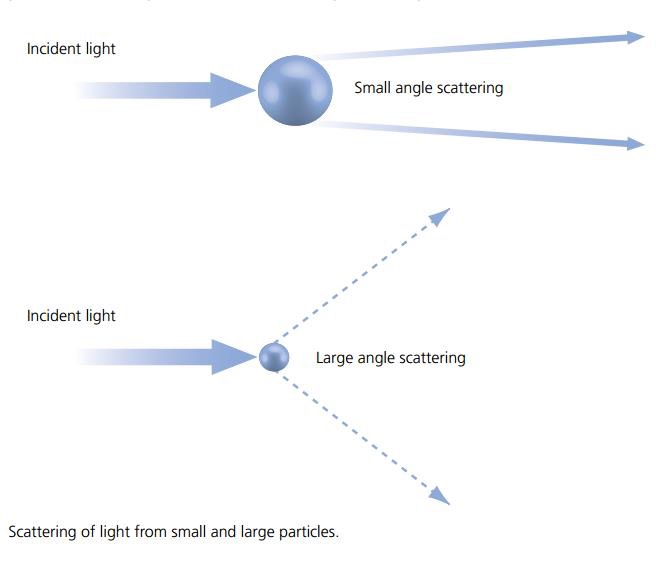 Incident light
Small angle scattering
Incident light
Large angle scattering
Scattering of light from small and large particles.